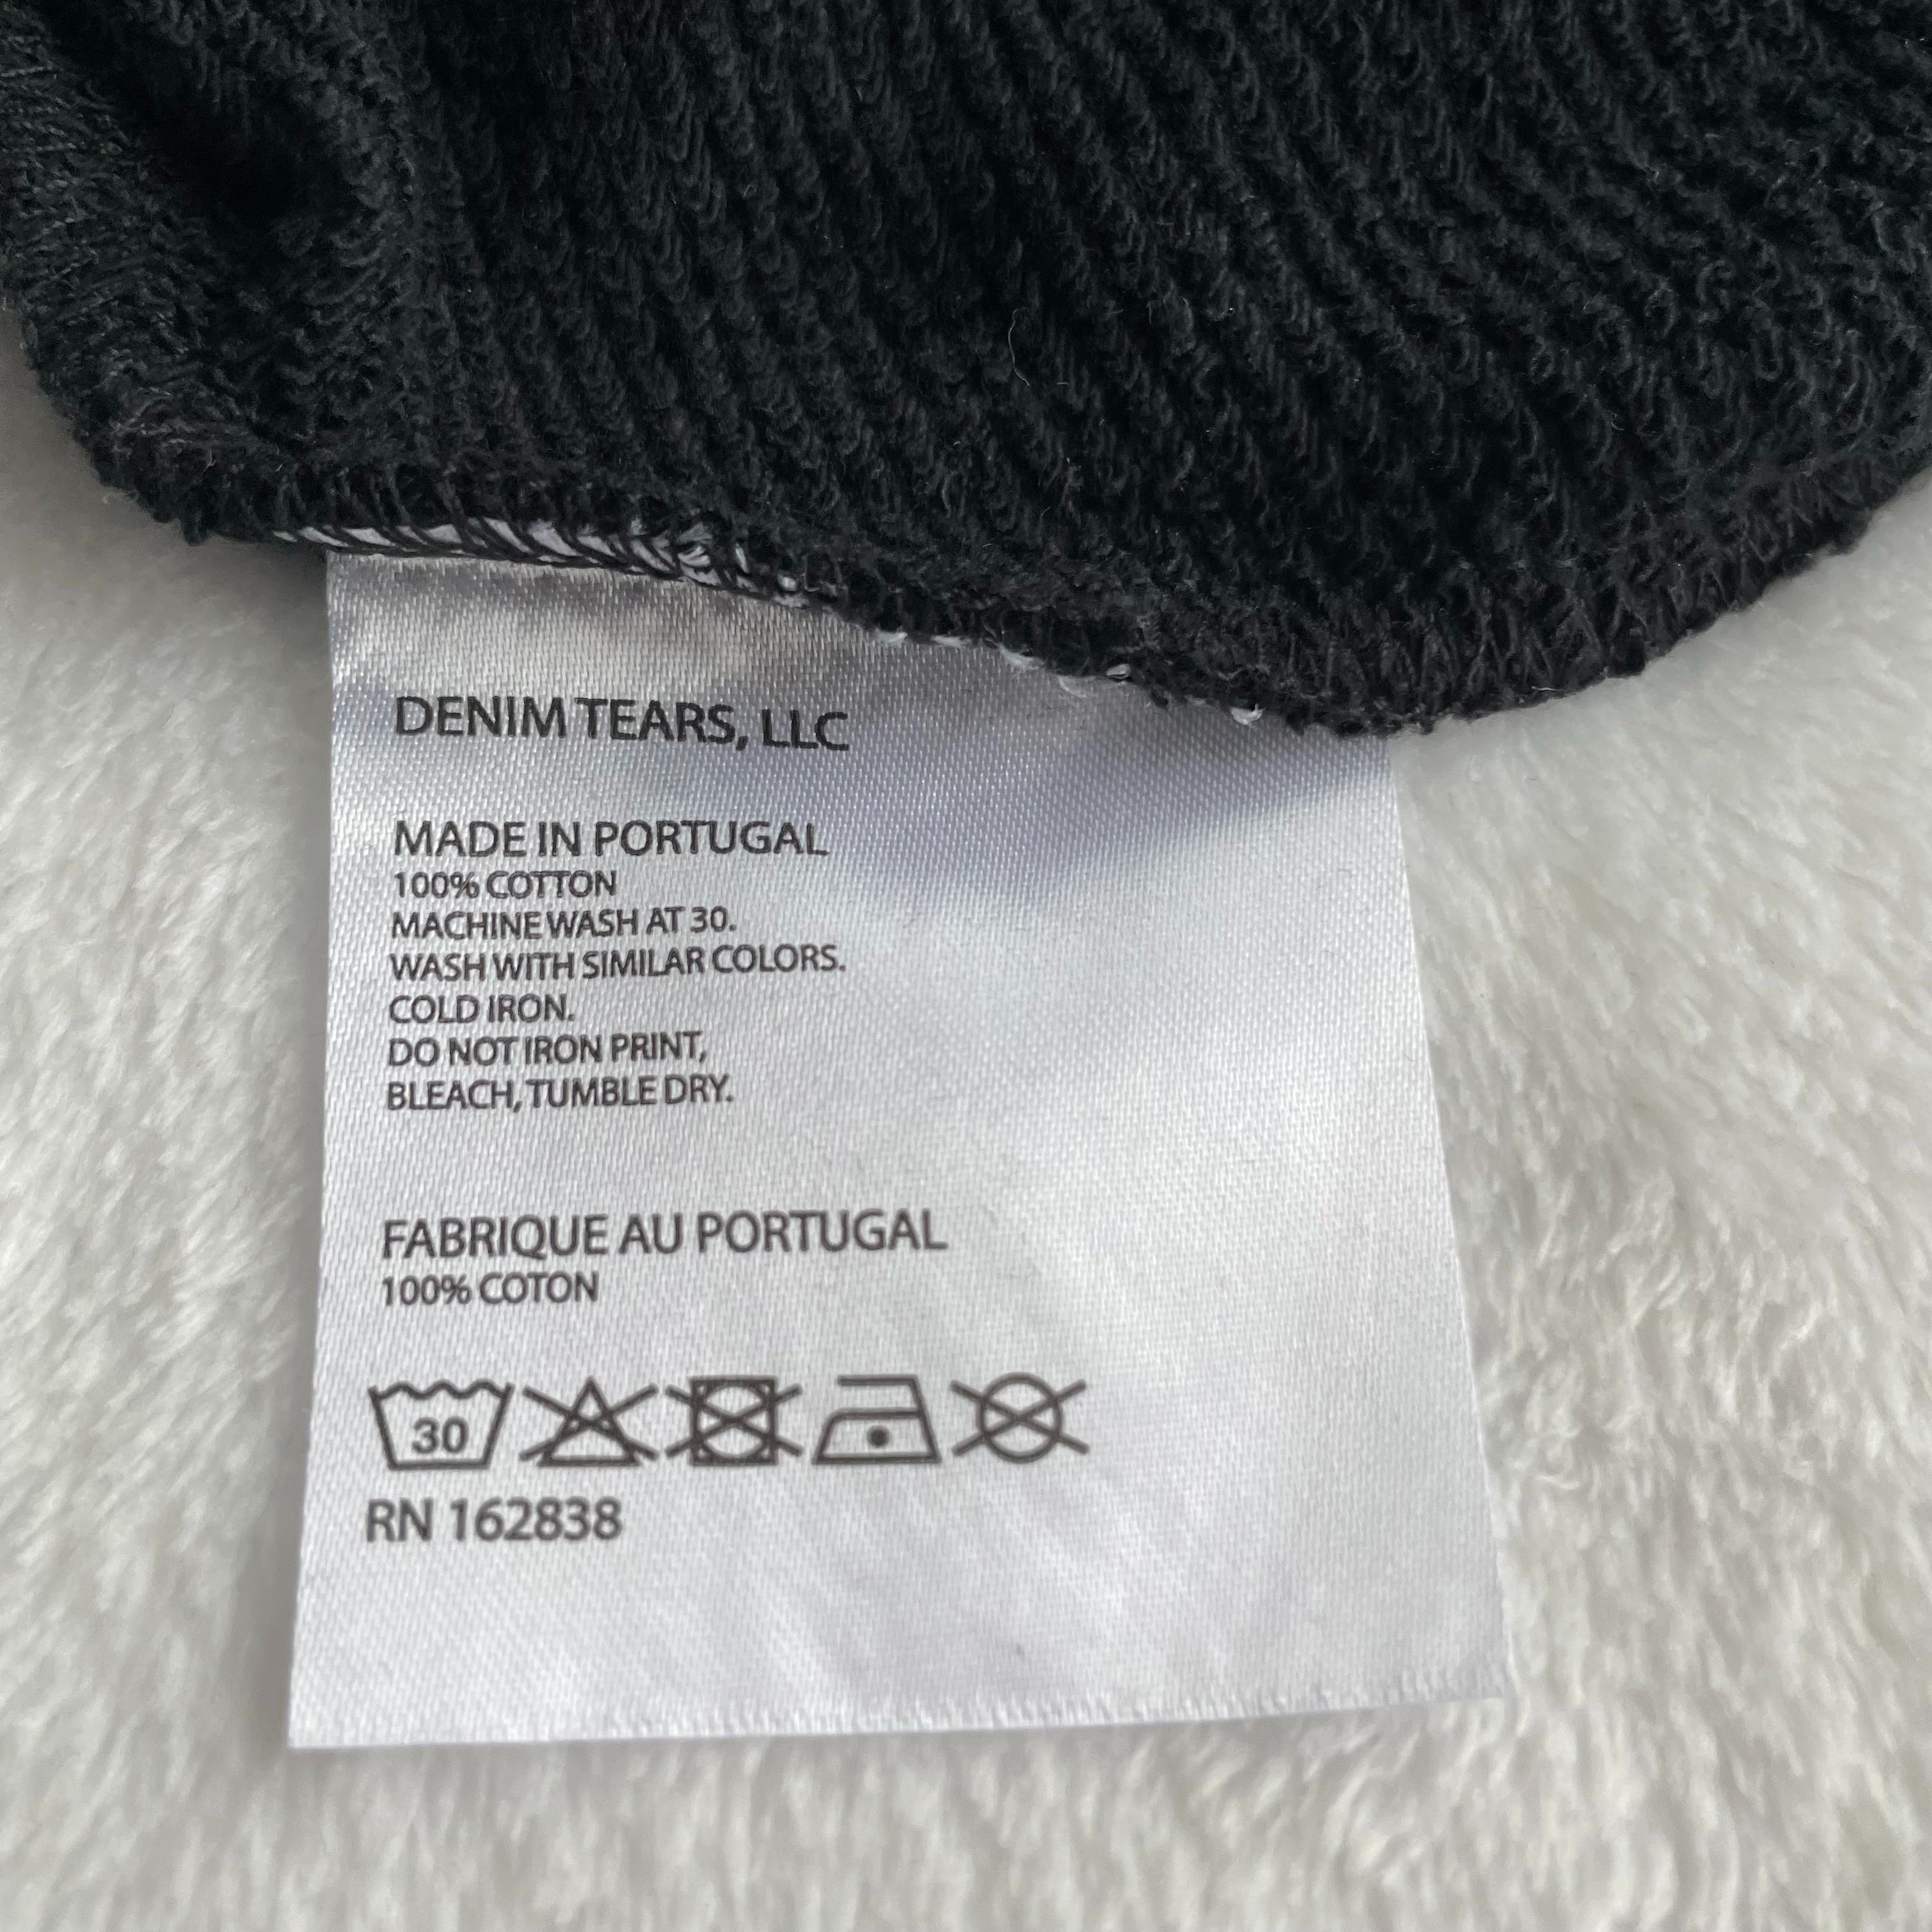 DENIM TEARS, LLC
MADE IN PORTUGAL
100% COTTON
MACHINE WASH AT 30.
WASH WITH SIMILAR COLORS.
COLD IRON.
DO NOT IRON PRINT,
BLEACH, TUMBLE DRY.
FABRIQUE AU PORTUGAL
100% COTON
30
RN 162838